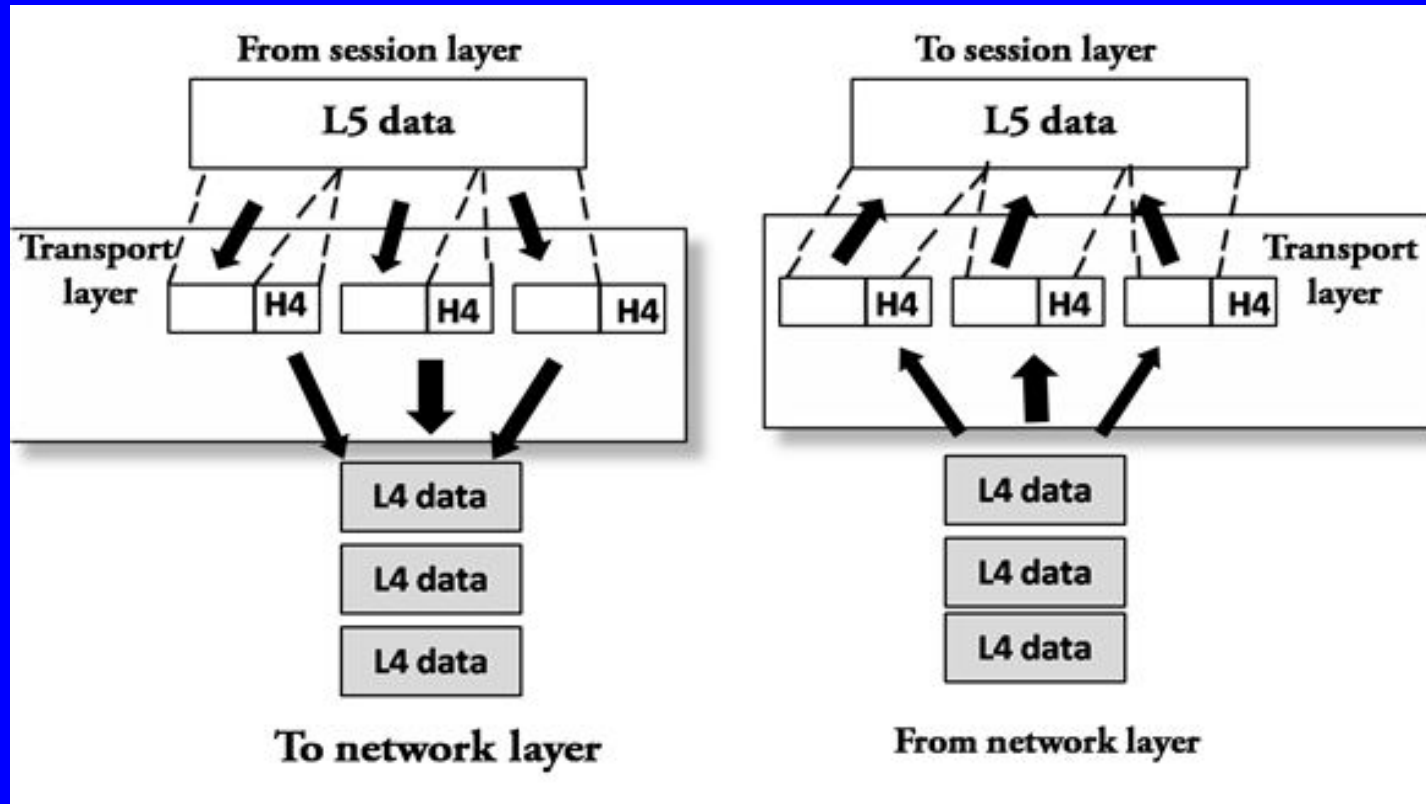 From session layer
L5 data
Transport
layer
H4
H4
H4
L4 data
L4 data
L4 data
To network layer
To session layer
L5 data
Transport
layer
H4
H4
H4
L4 data
L4 data
L4 data
From network layer